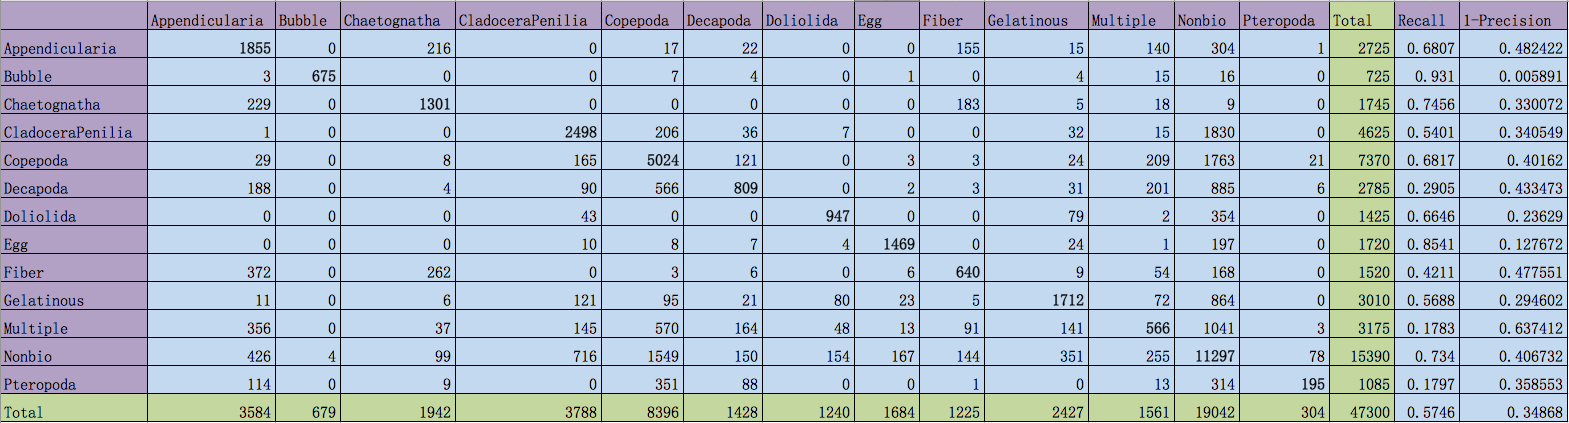 Appendicularia Bubble Chaetognatha CladoceraPenilia Copepoda Decapoda Doliolida Egg Fiber Gelatinous Multiple Nonbio Pteropoda Total Recall 1-Precision
Appendicularia 1855 0 216 0 17 22 0 0 155 15 140 304 1 2725 0.6807 0.482422
Bubble 3 675 0 0 7 4 0 1 0 4 15 16 0 725 0.931 0.005891
Chaetognatha 229 0 1301 0 0 0 0 0 183 5 18 9 0 1745 0.7456 0.330072
CladoceraPenilia 1 0 0 2498 206 36 7 0 0 32 15 1830 0 4625 0.5401 0.340549
Copepoda 29 0 8 165 5024 121 0 3 3 24 209 1763 21 7370 0.6817 0.40162
Decapoda 188 0 4 90 566 809 0 2 3 31 201 885 6 2785 0.2905 0.433473
Doliolida 0 0 0 43 0 0 947 0 0 79 2 354 0 1425 0.6646 0.23629
Egg 0 0 0 10 8 7 4 1469 0 24 1 197 0 1720 0.8541 0.127672
Fiber 372 0 262 0 3 6 0 6 640 9 54 168 0 1520 0.4211 0.477551
Gelatinous 11 0 6 121 95 21 80 23 5 1712 72 864 0 3010 0.5688 0.294602
Multiple 356 0 37 145 570 164 48 13 91 141 566 1041 3 3175 0.1783 0.637412
Nonbio 426 4 99 716 1549 150 154 167 144 351 255 11297 78 15390 0.734 0.406732
Pteropoda 114 0 9 0 351 88 0 0 1 0 13 314 195 1085 0.1797 0.358553
Total 3584 679 1942 3788 8396 1428 1240 1684 1225 2427 1561 19042 304 47300 0.5746 0.34868